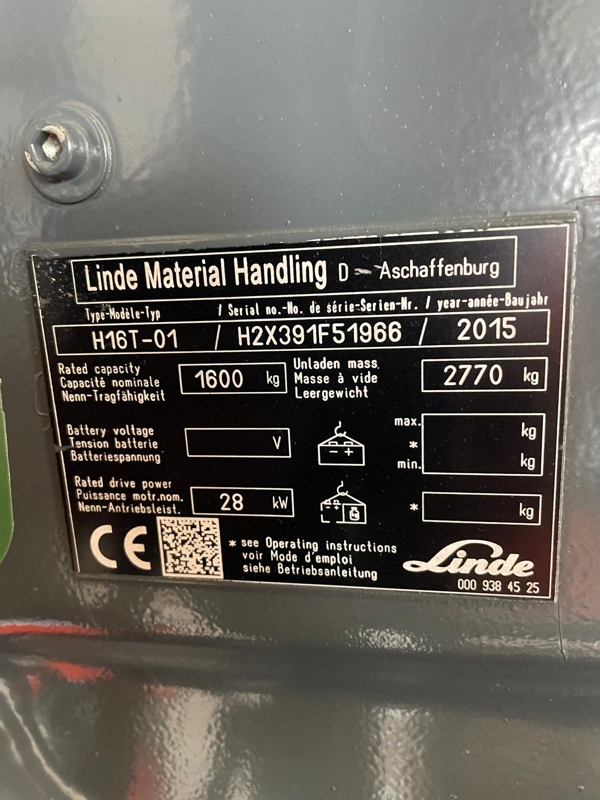 Linde Material Handling D - Aschaffenburg
Type-Modèle-Typ / Serial no.-No. de série-Serien-Nr. / year-année-Baujahr
H16T-01 / H2X391F51966 / 2015
Rated capacity
Capacité nominale
Nenn-Tragfähigkeit
1600 kg
Unladen mass
Masse à vide
Leergewicht
2770 kg
Battery voltage
Tension batterie
Batteriespannung
V
- +
max. kg
*
min. kg
Rated drive power
Puissance motr.nom.
Nenn-Antriebsleist.
28 kW
- +
* kg
CE
* see Operating instructions
voir Mode d'emploi
siehe Betriebsanleitung
Linde
000 938 45 25